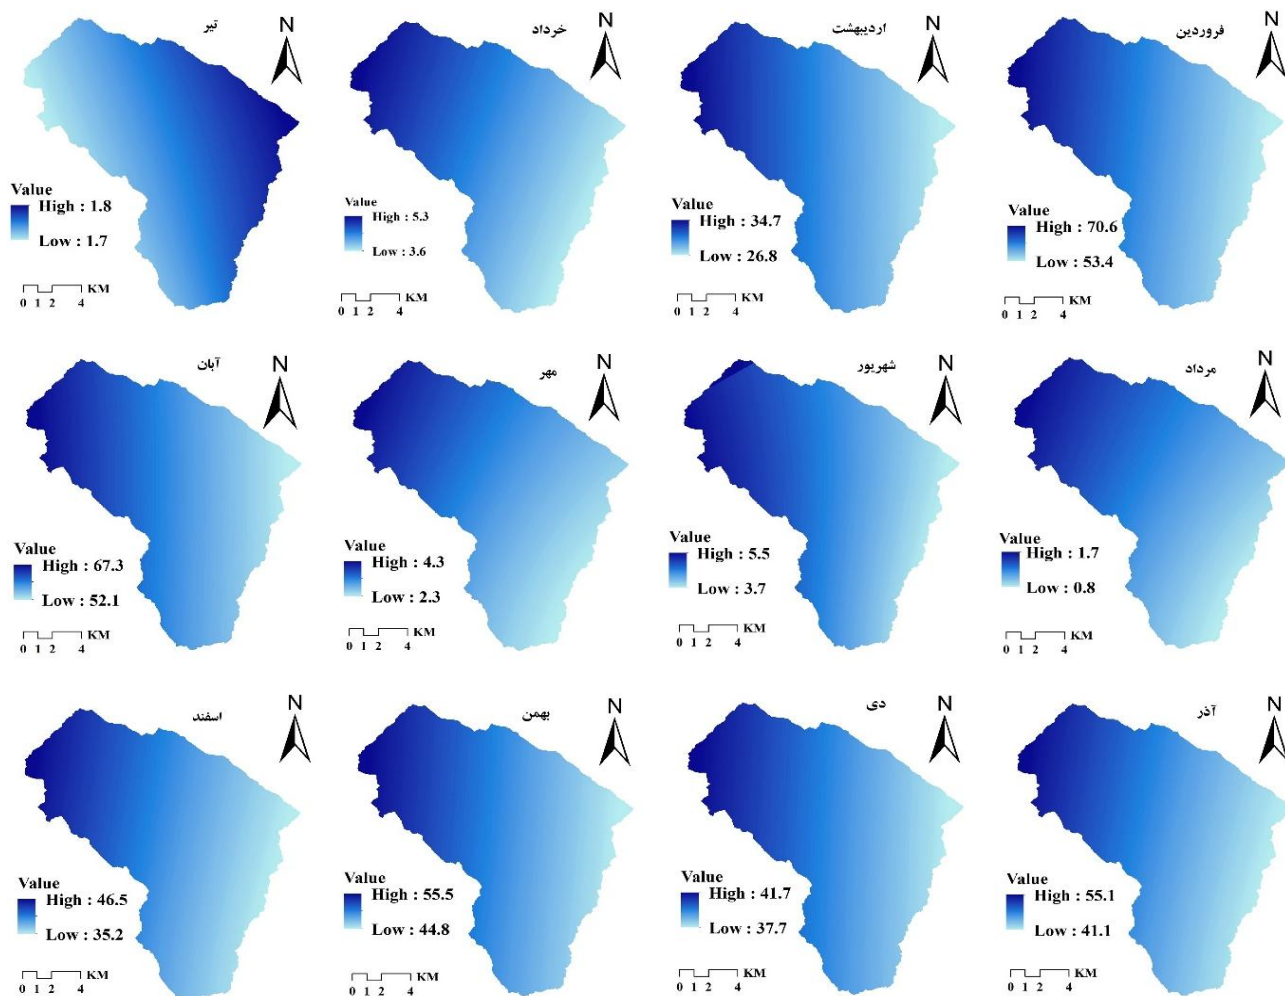 فروردین
N
Value
High : 70.6
Low : 53.4
0 1 2 4 KM
اردیبهشت
N
Value
High : 34.7
Low : 26.8
0 1 2 4 KM
خرداد
N
Value
High : 5.3
Low : 3.6
0 1 2 4 KM
تیر
N
Value
High : 1.8
Low : 1.7
0 1 2 4 KM
مرداد
N
Value
High : 1.7
Low : 0.8
0 1 2 4 KM
شهریور
N
Value
High : 5.5
Low : 3.7
0 1 2 4 KM
مهر
N
Value
High : 4.3
Low : 2.3
0 1 2 4 KM
آبان
N
Value
High : 67.3
Low : 52.1
0 1 2 4 KM
آذر
N
Value
High : 55.1
Low : 41.1
0 1 2 4 KM
دی
N
Value
High : 41.7
Low : 37.7
0 1 2 4 KM
بهمن
N
Value
High : 55.5
Low : 44.8
0 1 2 4 KM
اسفند
N
Value
High : 46.5
Low : 35.2
0 1 2 4 KM